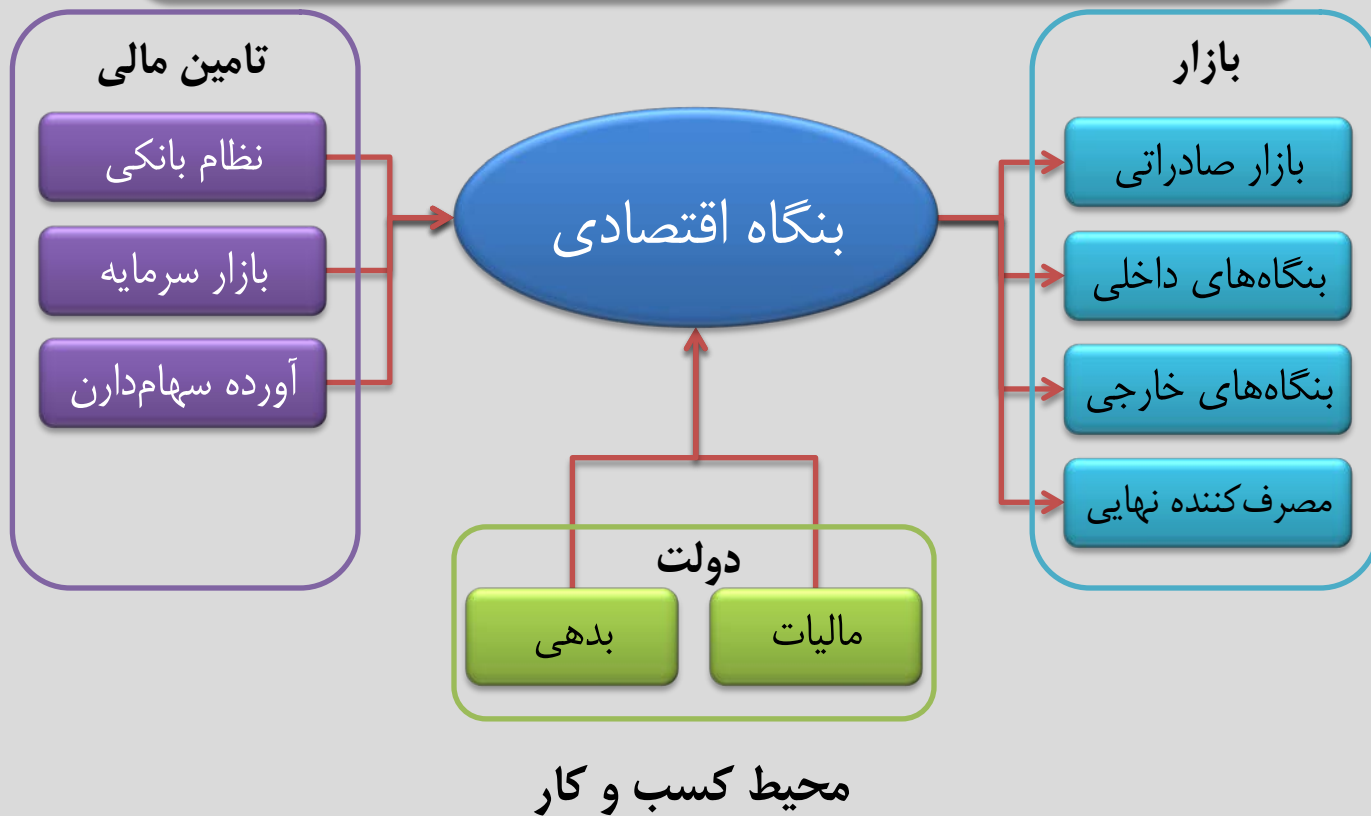 بازار
بازار صادراتی
بنگاه‌های داخلی
بنگاه‌های خارجی
مصرف‌کننده نهایی
بنگاه اقتصادی
تامین مالی
نظام بانکی
بازار سرمایه
آورده سهام‌دارن
دولت
مالیات
بدهی
محیط کسب و کار